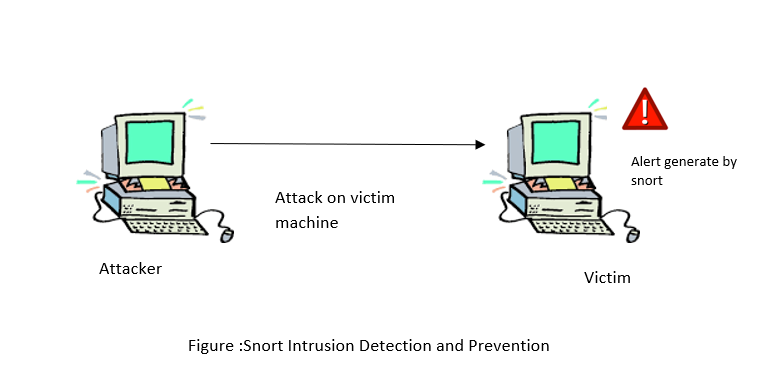 Alert generate by
snort
Attack on victim
machine
Attacker
Victim
Figure :Snort Intrusion Detection and Prevention